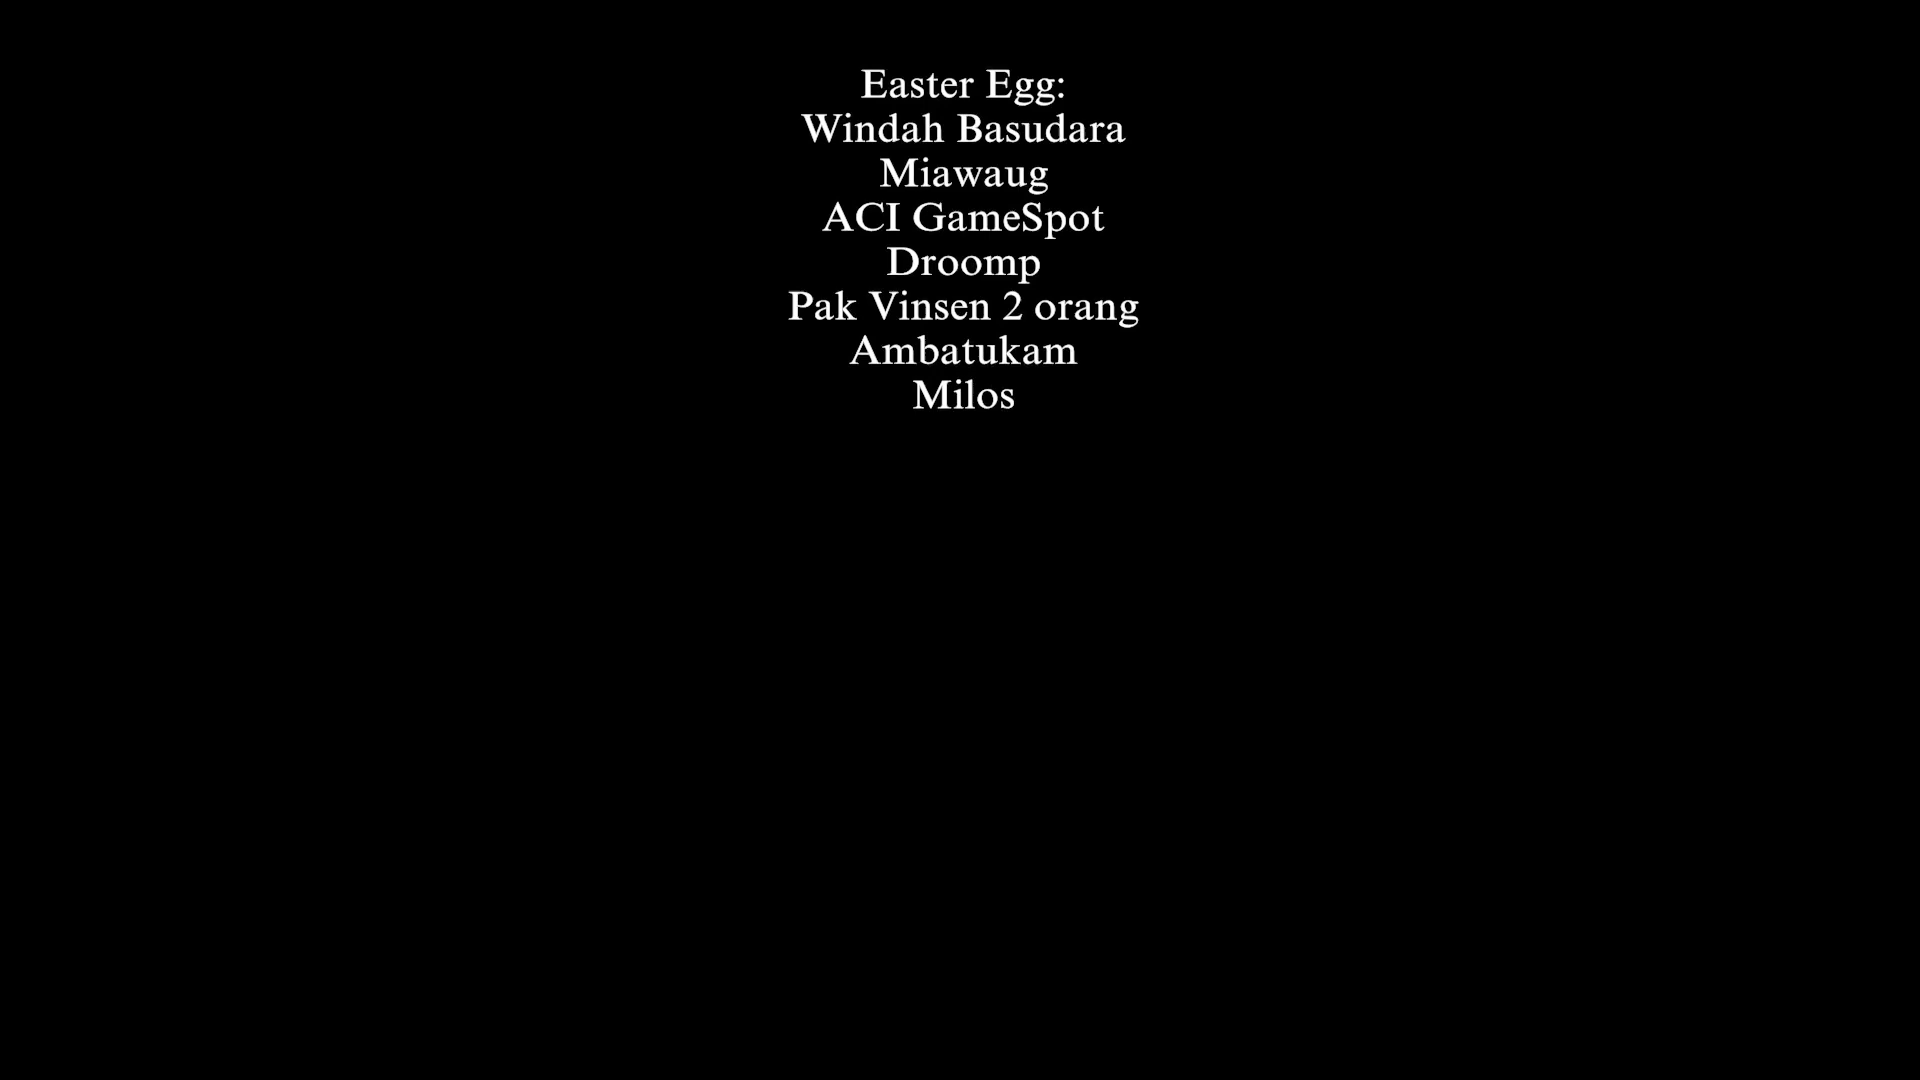 Easter Egg:
Windah Basudara
Miawaug
ACI GameSpot
Droomp
Pak Vinsen 2 orang
Ambatukam
Milos